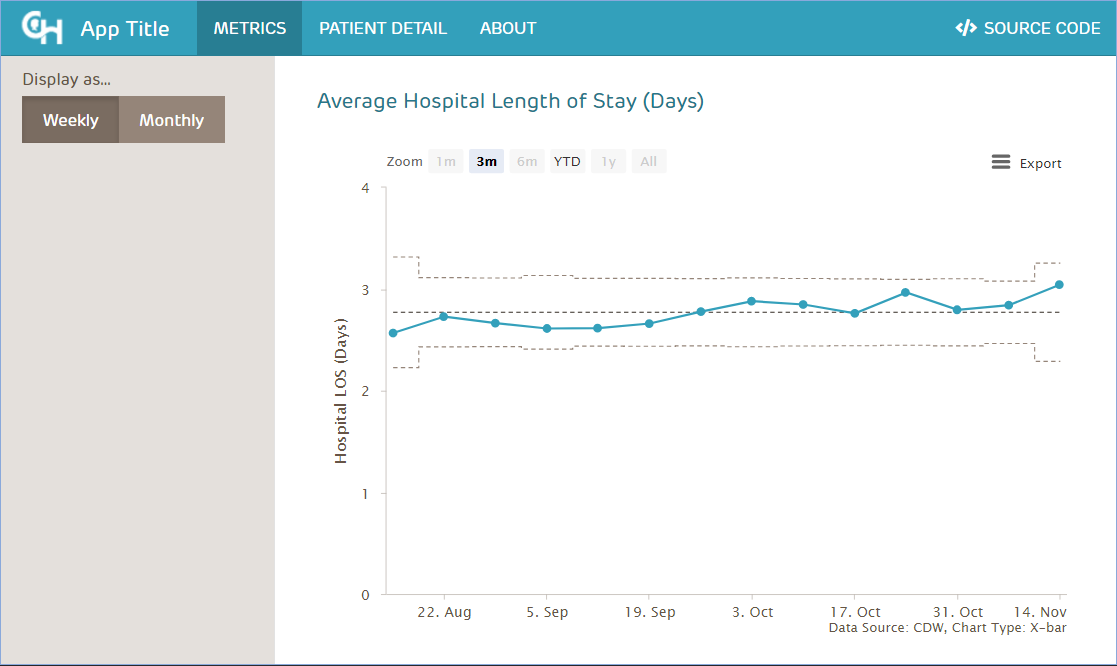 CH App Title METRICS PATIENT DETAIL ABOUT </> SOURCE CODE
Display as...
Weekly Monthly
Average Hospital Length of Stay (Days)
Zoom 1m 3m 6m YTD 1y All Export
4
3
2
1
0
Hospital LOS (Days)
22. Aug 5. Sep 19. Sep 3. Oct 17. Oct 31. Oct 14. Nov
Data Source: CDW, Chart Type: X-bar